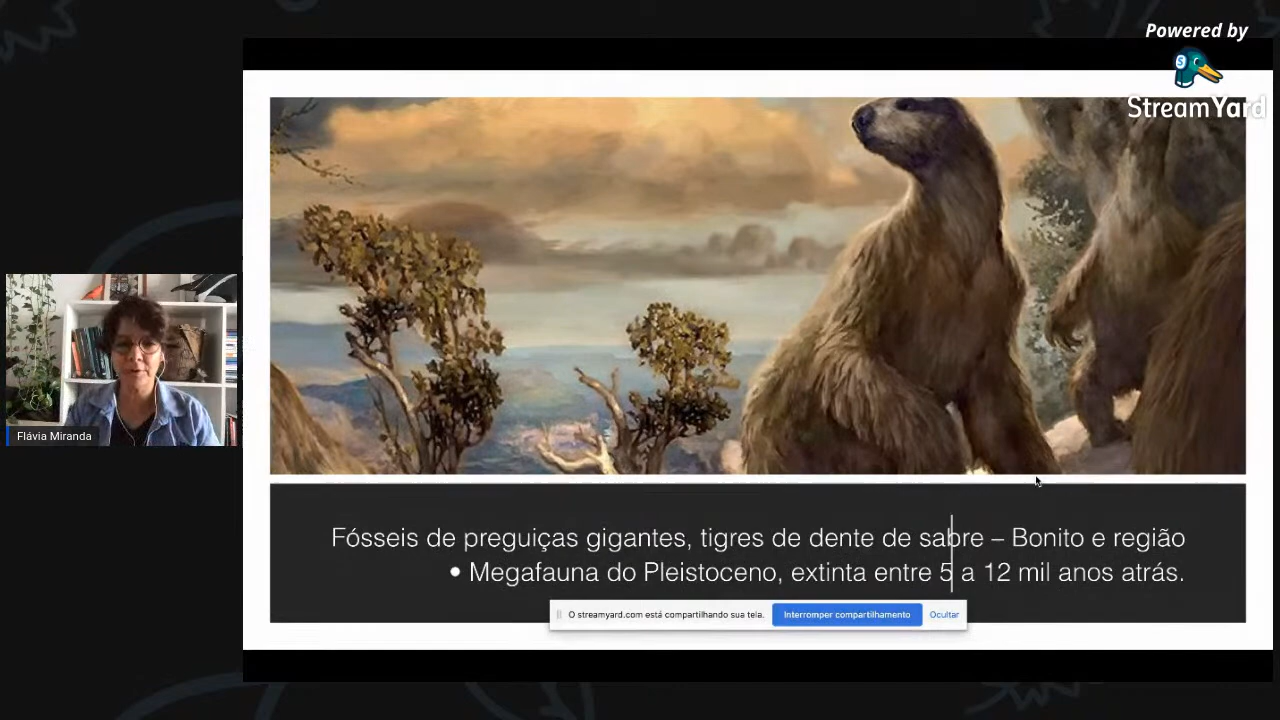 Powered by
StreamYard
Flávia Miranda
Fósseis de preguiças gigantes, tigres de dente de sabre – Bonito e região
• Megafauna do Pleistoceno, extinta entre 5 a 12 mil anos atrás.
O streamyard.com está compartilhando sua tela.
Interromper compartilhamento
Ocultar